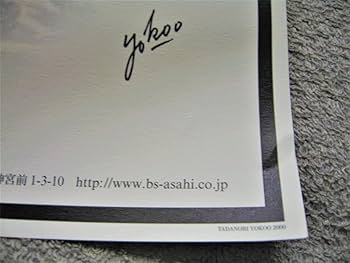 yokoo
神宮前 1-3-10 http://www.bs-asahi.co.jp
TADANORI YOKOO 2000